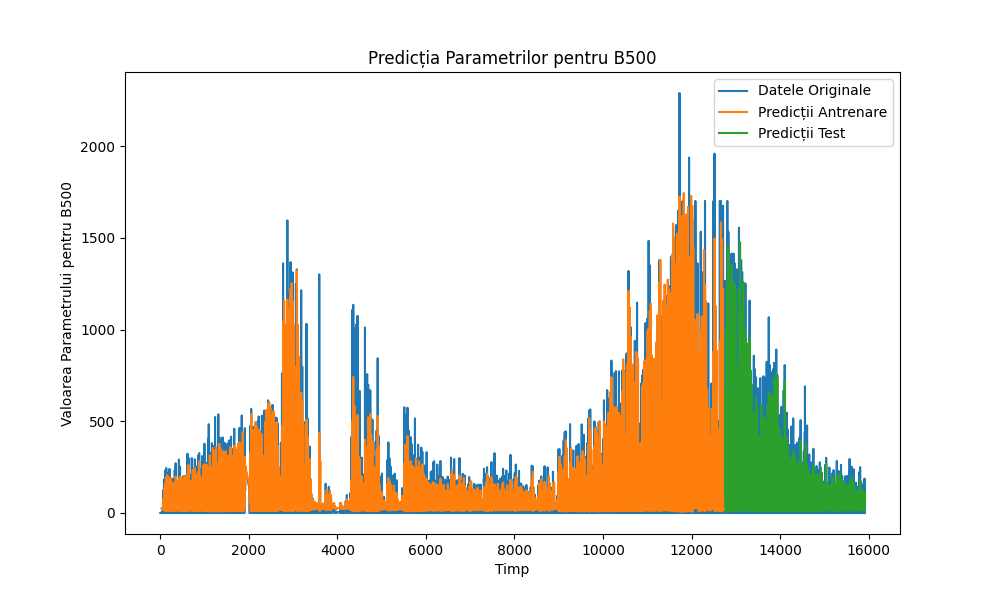 Predicția Parametrilor pentru B500
Datele Originale
Predicții Antrenare
Predicții Test
Valoarea Parametrului pentru B500
2000
1500
1000
500
0
0 2000 4000 6000 8000 10000 12000 14000 16000
Timp